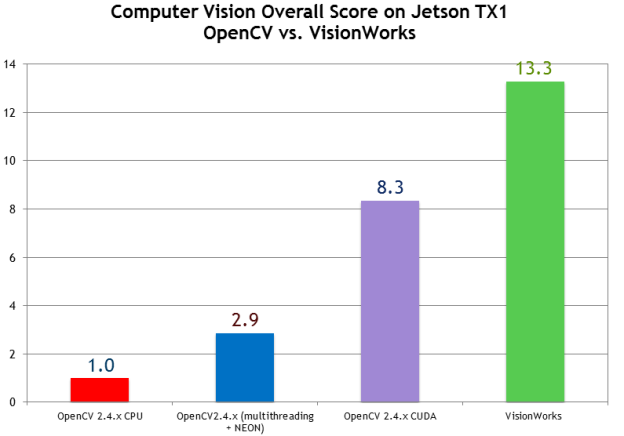 Computer Vision Overall Score on Jetson TX1
OpenCV vs. VisionWorks
14
12
10
8
6
4
2
0
1.0
2.9
8.3
13.3
OpenCV 2.4.x CPU
OpenCV2.4.x (multithreading
+ NEON)
OpenCV 2.4.x CUDA
VisionWorks